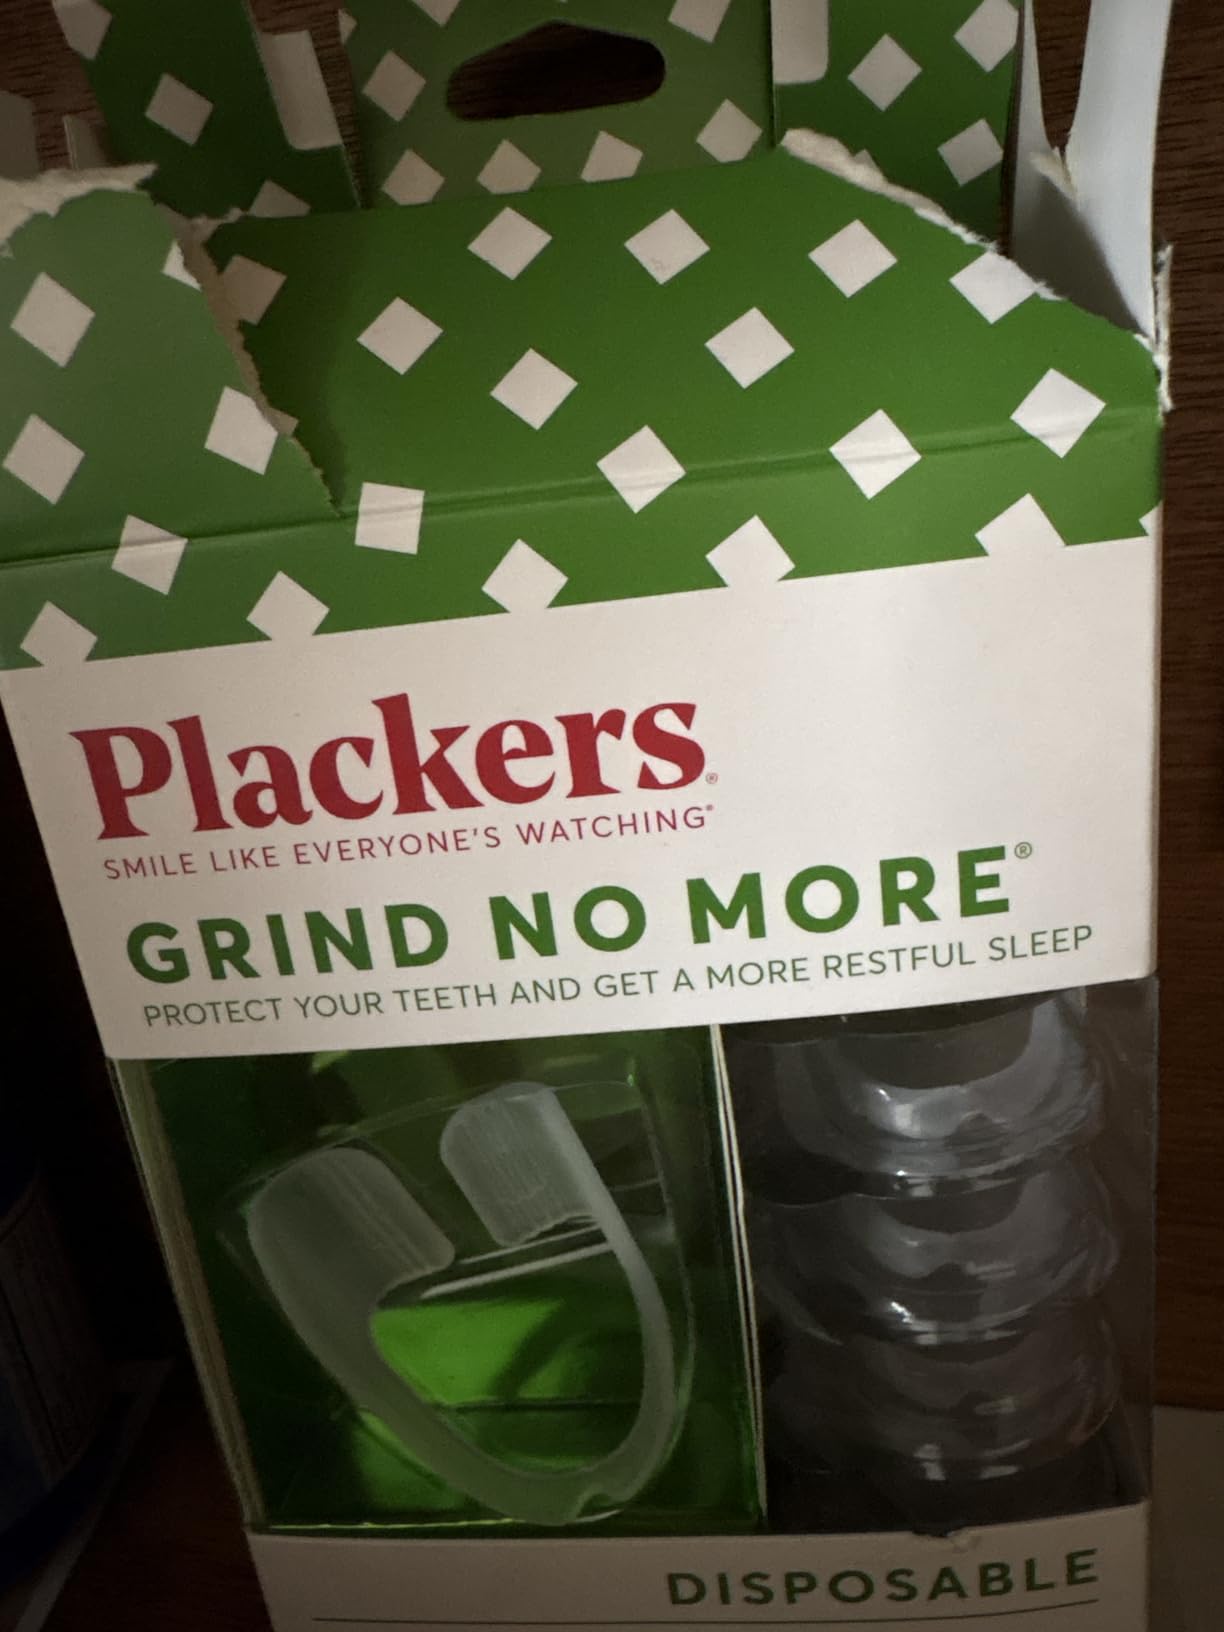 Plackers®
SMILE LIKE EVERYONE'S WATCHING®
GRIND NO MORE®
PROTECT YOUR TEETH AND GET A MORE RESTFUL SLEEP
DISPOSABLE